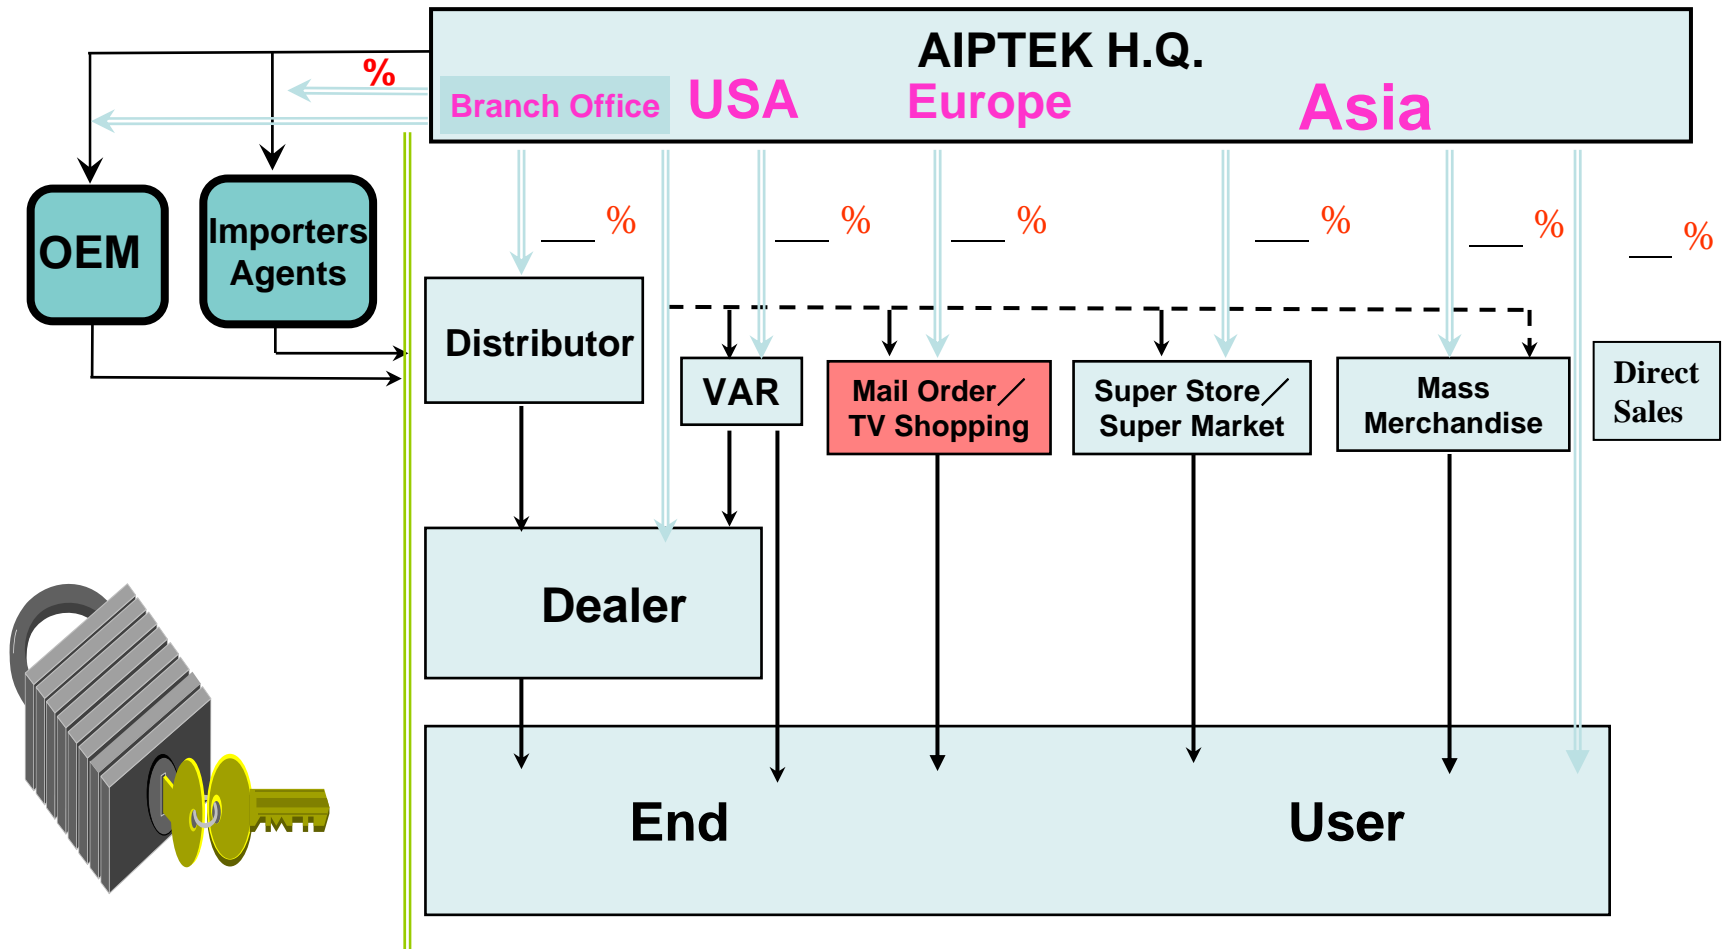 AIPTEK H.Q.
%
Branch Office
USA
Europe
Asia
OEM
Importers
Agents
___ %
___ %
___ %
___ %
___ %
___ %
Distributor
VAR
Mail Order／
TV Shopping
Super Store／
Super Market
Mass
Merchandise
Direct
Sales
Dealer
End User